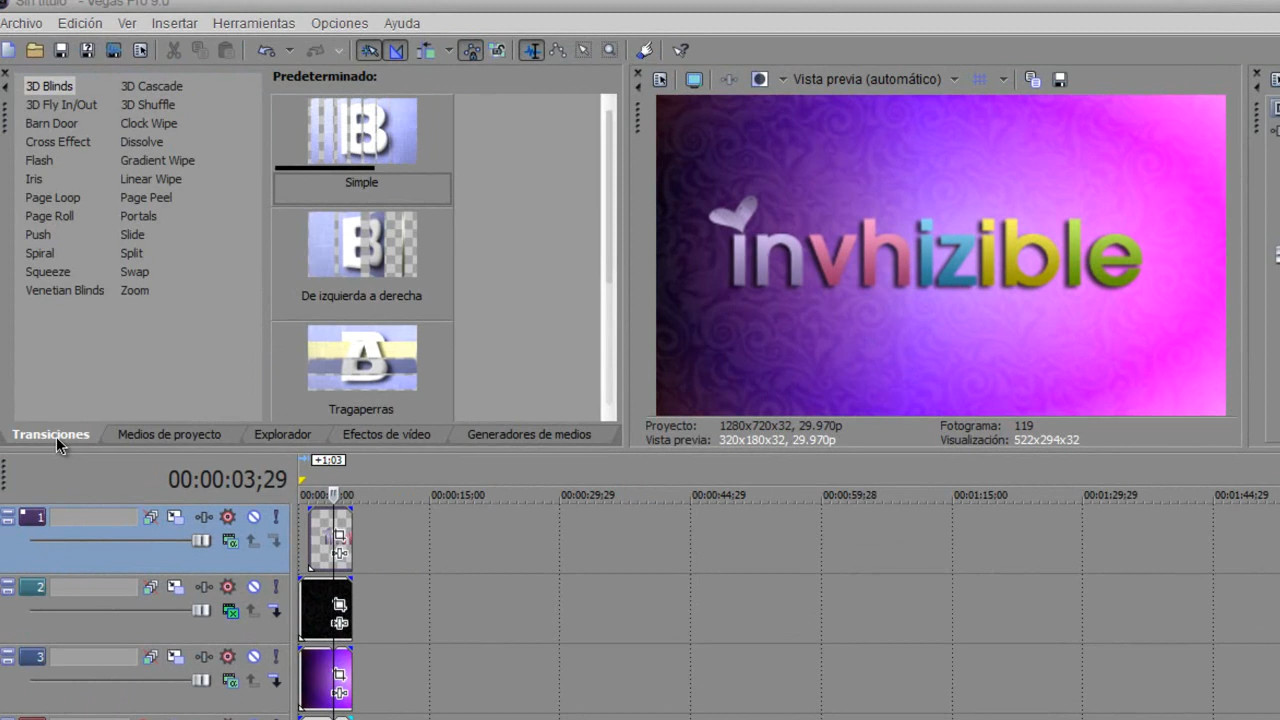 Sin título * - Vegas Pro 9.0
Archivo Edición Ver Insertar Herramientas Opciones Ayuda
3D Blinds 3D Cascade
3D Fly In/Out 3D Shuffle
Barn Door Clock Wipe
Cross Effect Dissolve
Flash Gradient Wipe
Iris Linear Wipe
Page Loop Page Peel
Page Roll Portals
Push Slide
Spiral Split
Squeeze Swap
Venetian Blinds Zoom
Predeterminado:
Simple
De izquierda a derecha
Tragaperras
Vista previa (automático)
invhizible
Proyecto: 1280x720x32, 29.970p Fotograma: 119
Vista previa: 320x180x32, 29.970p Visualización: 522x294x32
Transiciones Medios de proyecto Explorador Efectos de vídeo Generadores de medios
00:00:03;29
+1:03
00:00:15:00 00:00:29;29 00:00:44;29 00:00:59:28 00:01:15:00 00:01:29;29 00:01:44;29
1
2
3